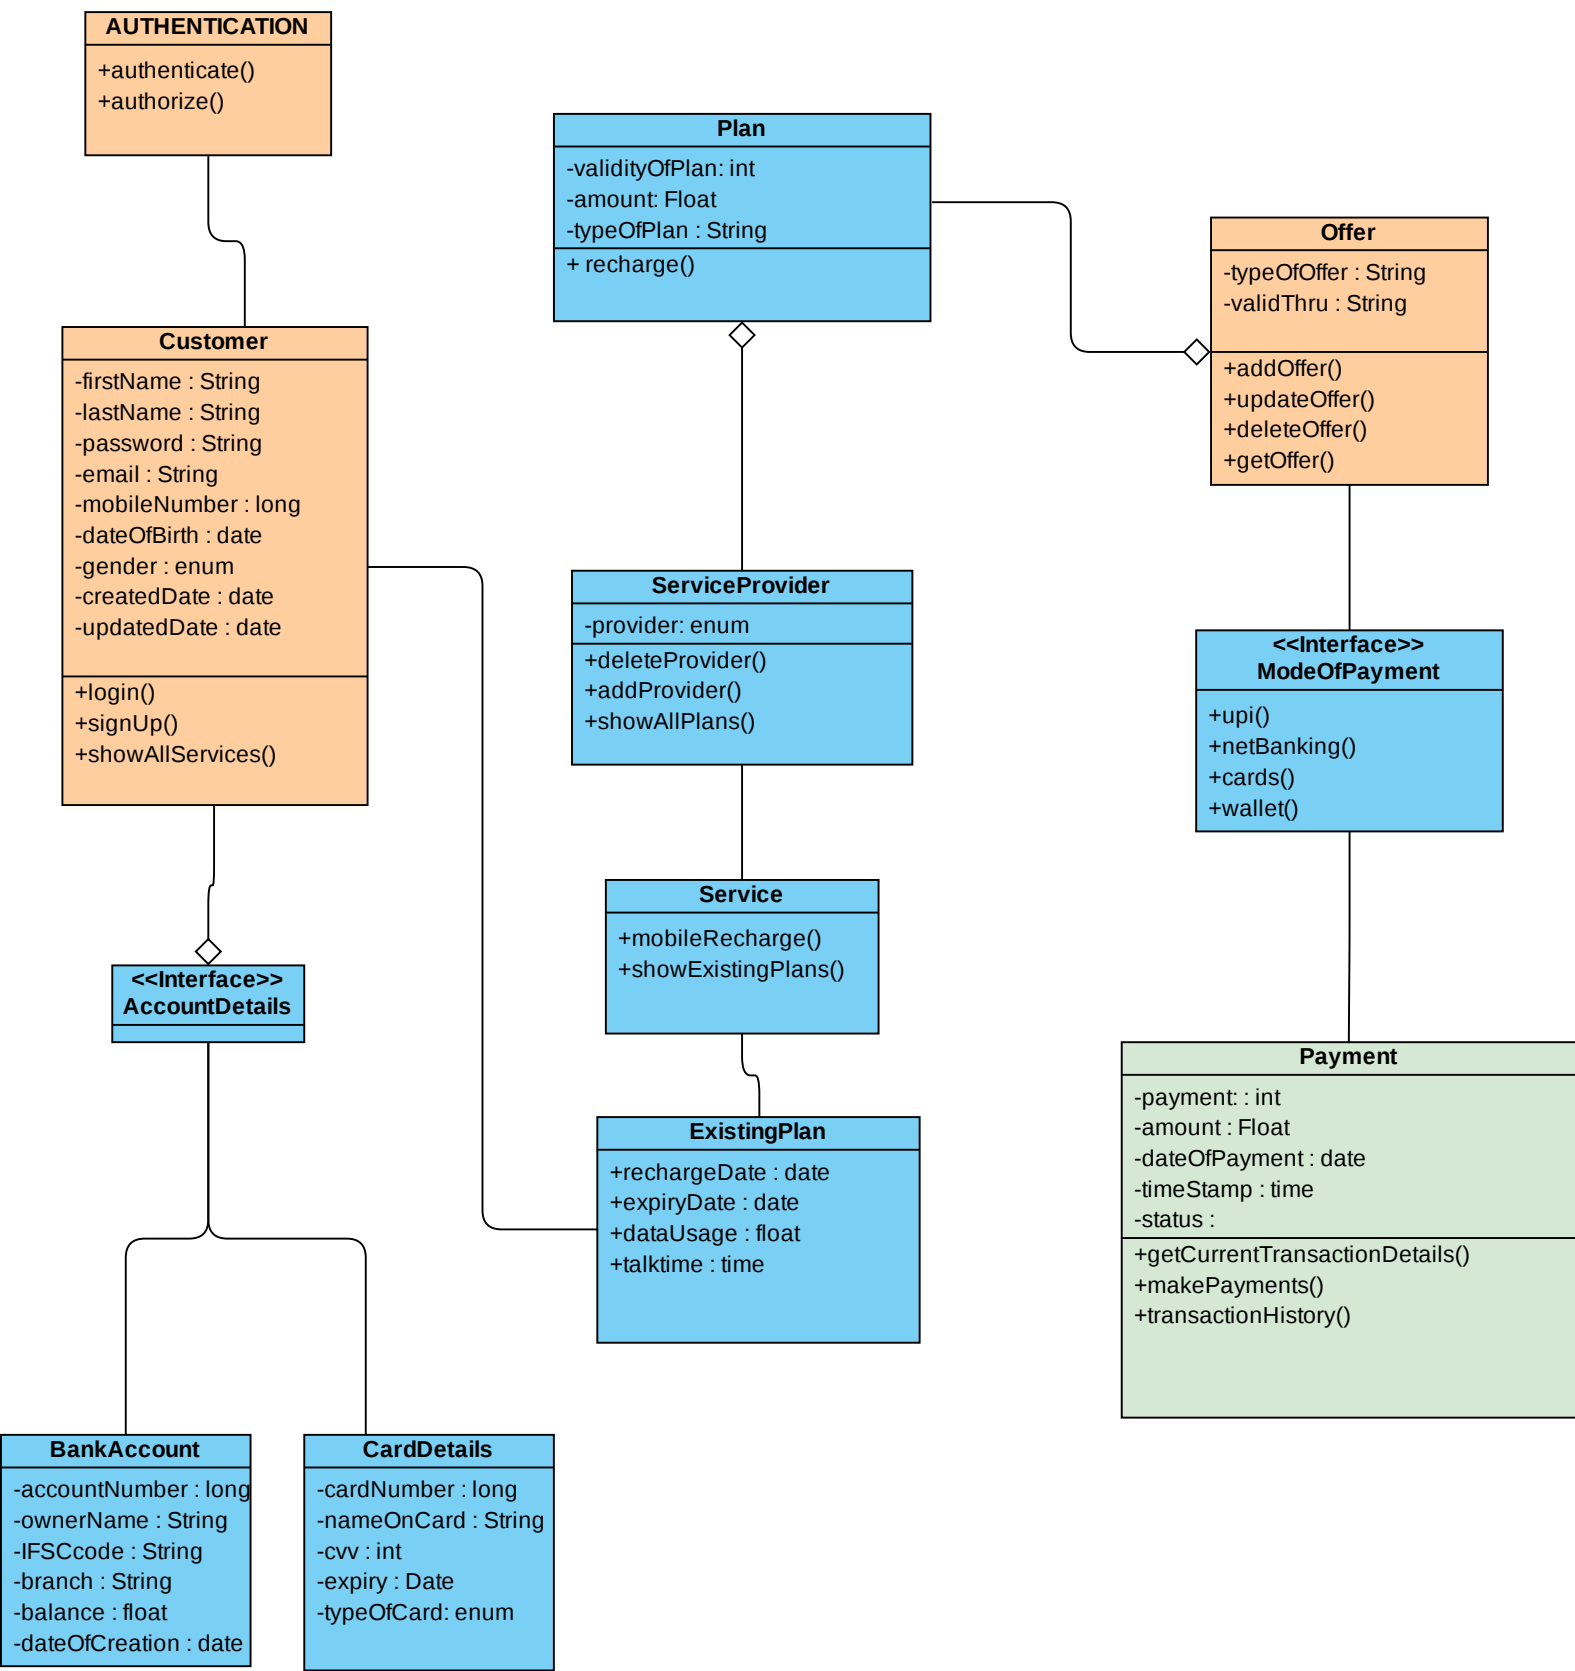 AUTHENTICATION
+authenticate()
+authorize()
Plan
-validityOfPlan: int
-amount: Float
-typeOfPlan : String
+ recharge()
Offer
-typeOfOffer : String
-validThru : String
+addOffer()
+updateOffer()
+deleteOffer()
+getOffer()
Customer
-firstName : String
-lastName : String
-password : String
-email : String
-mobileNumber : long
-dateOfBirth : date
-gender : enum
-createdDate : date
-updatedDate : date
+login()
+signUp()
+showAllServices()
ServiceProvider
-provider: enum
+deleteProvider()
+addProvider()
+showAllPlans()
<<Interface>>
ModeOfPayment
+upi()
+netBanking()
+cards()
+wallet()
Service
+mobileRecharge()
+showExistingPlans()
<<Interface>>
AccountDetails
Payment
-payment: : int
-amount : Float
-dateOfPayment : date
-timeStamp : time
-status :
+getCurrentTransactionDetails()
+makePayments()
+transactionHistory()
ExistingPlan
+rechargeDate : date
+expiryDate : date
+dataUsage : float
+talktime : time
BankAccount
-accountNumber : long
-ownerName : String
-IFSCcode : String
-branch : String
-balance : float
-dateOfCreation : date
CardDetails
-cardNumber : long
-nameOnCard : String
-cvv : int
-expiry : Date
-typeOfCard: enum